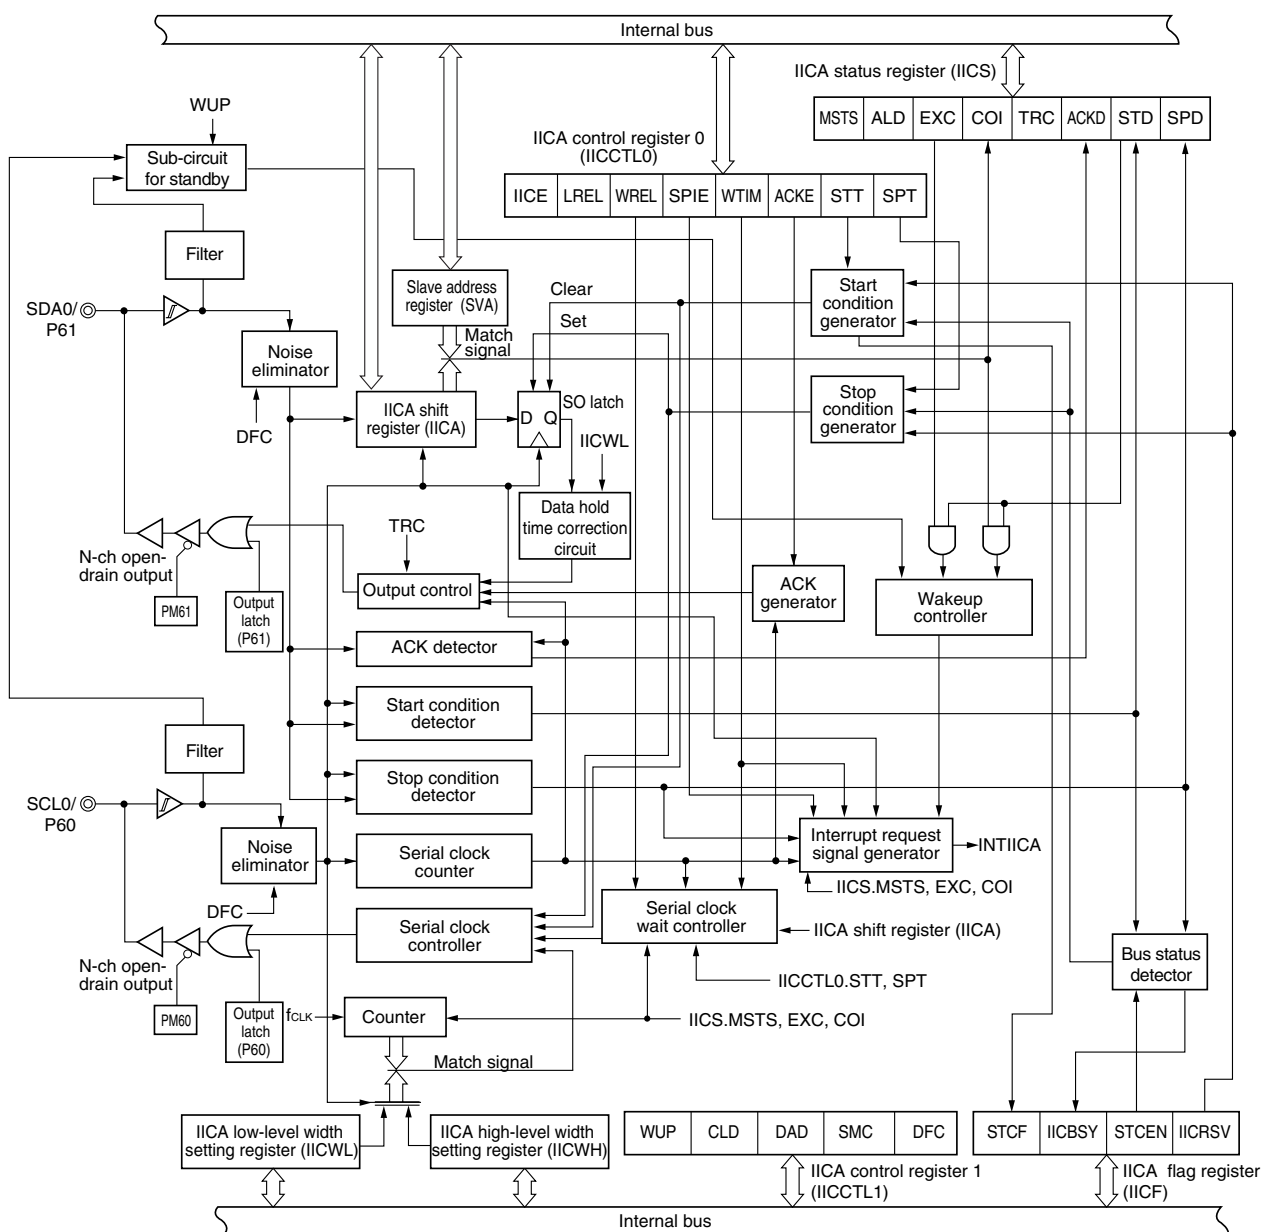 Internal bus
IICA status register (IICS)
MSTS ALD EXC COI TRC ACKD STD SPD
WUP
Sub-circuit
for standby
IICA control register 0
(IICCTL0)
IICE LREL WREL SPIE WTIM ACKE STT SPT
Filter
SDA0/
P61
Slave address
register (SVA)
Clear
Set
Start
condition
generator
Noise
eliminator
Match
signal
DFC
IICA shift
register (IICA)
D Q
SO latch
IICWL
Stop
condition
generator
Data hold
time correction
circuit
TRC
N-ch open-
drain output
PM61
Output
latch
(P61)
Output control
ACK
generator
Wakeup
controller
ACK detector
Start condition
detector
Filter
Stop condition
detector
SCL0/
P60
Noise
eliminator
Serial clock
counter
Interrupt request
signal generator
INTIICA
IICS.MSTS, EXC, COI
DFC
Serial clock
controller
Serial clock
wait controller
IICA shift register (IICA)
Bus status
detector
N-ch open-
drain output
IICCTL0.STT, SPT
PM60
Output
latch
(P60)
fCLK
Counter
IICS.MSTS, EXC, COI
Match signal
IICA low-level width
setting register (IICWL)
IICA high-level width
setting register (IICWH)
WUP CLD DAD SMC DFC
STCF IICBSY STCEN IICRSV
IICA control register 1
(IICCTL1)
IICA flag register
(IICF)
Internal bus